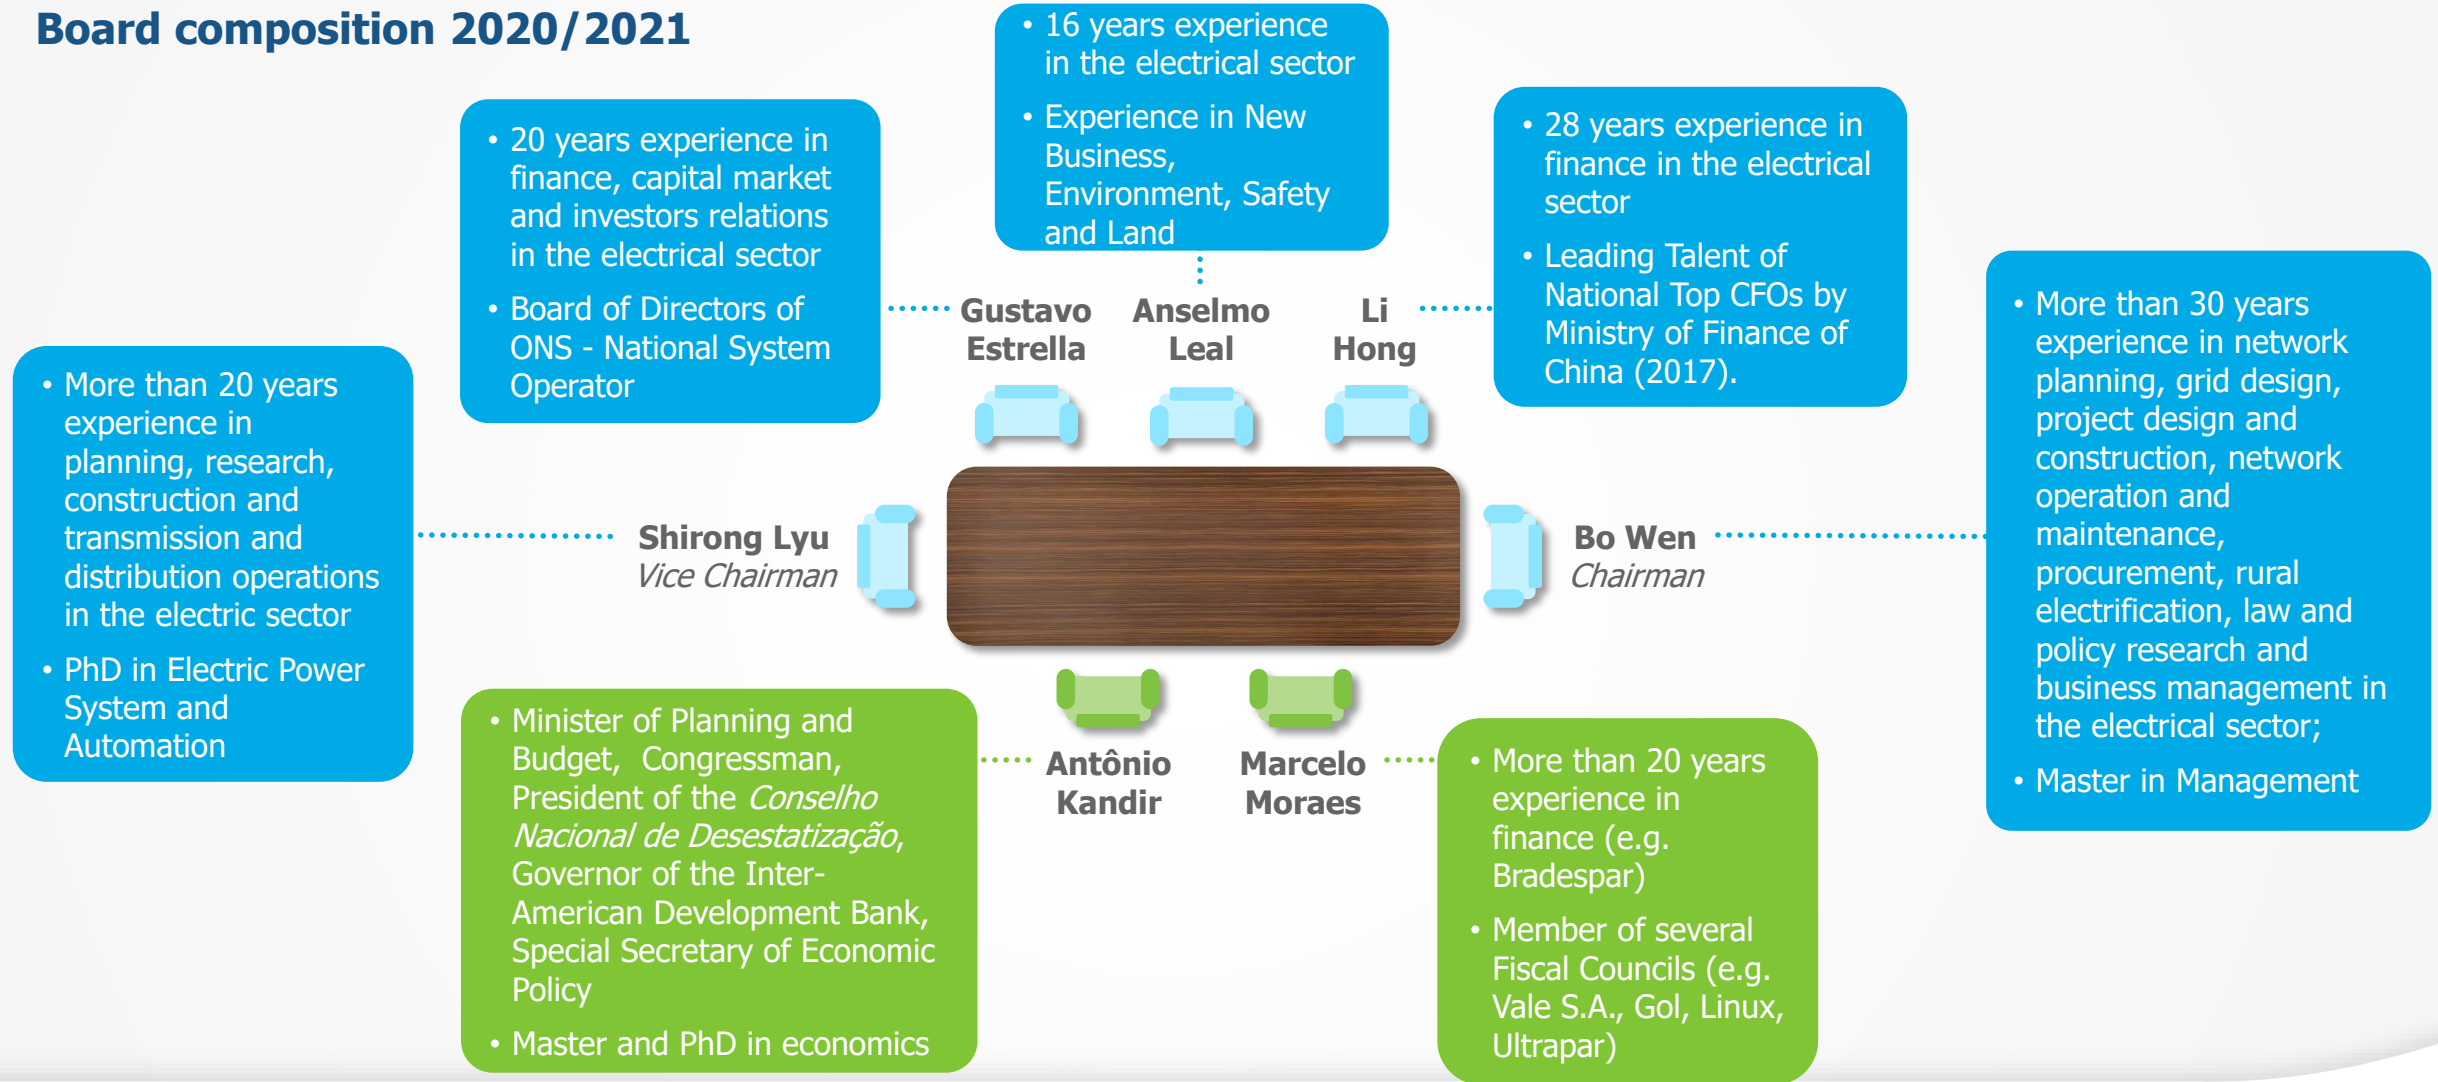 Board composition 2020/2021
• 16 years experience
in the electrical sector
• Experience in New
Business,
Environment, Safety
and Land
• 20 years experience in
finance, capital market
and investors relations
in the electrical sector
• Board of Directors of
ONS - National System
Operator
• 28 years experience in
finance in the electrical
sector
• Leading Talent of
National Top CFOs by
Ministry of Finance of
China (2017).
Gustavo
Estrella
Anselmo
Leal
Li
Hong
• More than 20 years
experience in
planning, research,
construction and
transmission and
distribution operations
in the electric sector
• PhD in Electric Power
System and
Automation
Shirong Lyu
Vice Chairman
Bo Wen
Chairman
• More than 30 years
experience in network
planning, grid design,
project design and
construction, network
operation and
maintenance,
procurement, rural
electrification, law and
policy research and
business management in
the electrical sector;
• Master in Management
• Minister of Planning and
Budget, Congressman,
President of the Conselho
Nacional de Desestatização,
Governor of the Inter-
American Development Bank,
Special Secretary of Economic
Policy
• Master and PhD in economics
Antônio
Kandir
Marcelo
Moraes
• More than 20 years
experience in
finance (e.g.
Bradespar)
• Member of several
Fiscal Councils (e.g.
Vale S.A., Gol, Linux,
Ultrapar)